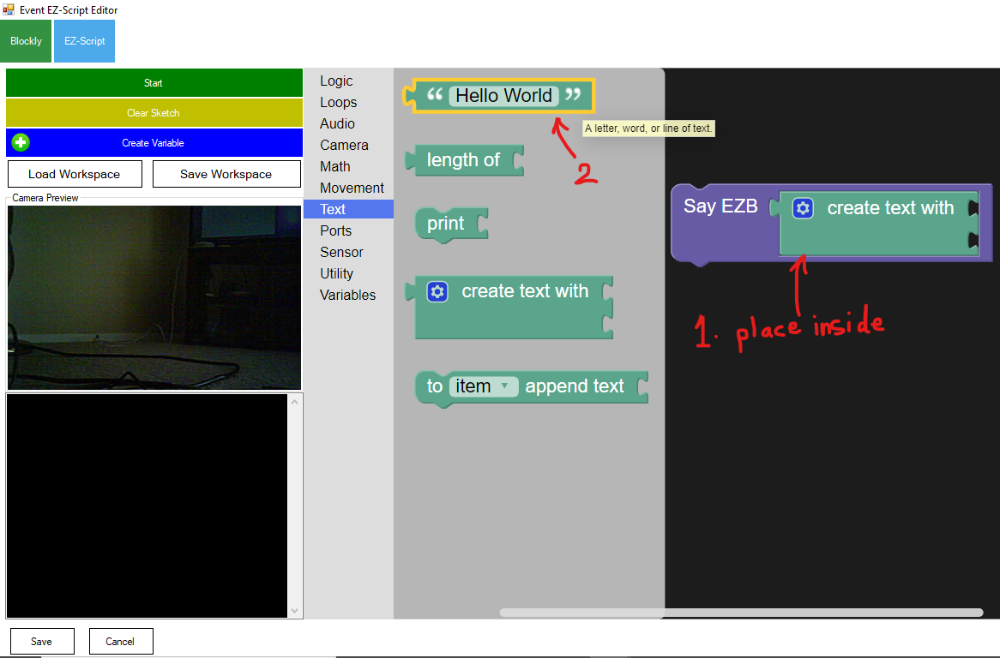 Event EZ-Script Editor
Blockly
EZ-Script
Start
Clear Sketch
Create Variable
Load Workspace
Save Workspace
Camera Preview
Logic
Loops
Audio
Camera
Math
Movement
Text
Ports
Sensor
Utility
Variables
“ Hello World ”
A letter, word, or line of text.
2
length of
print
create text with
to item append text
Say EZB create text with
1. place inside
Save
Cancel